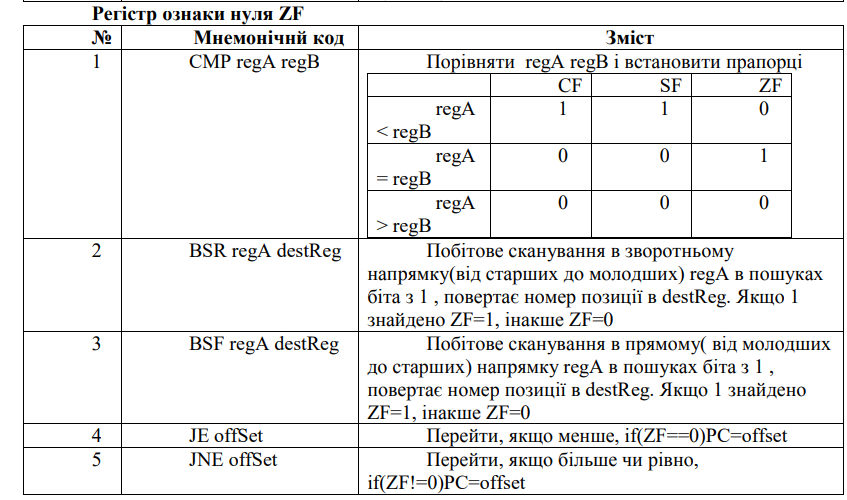 Регістр ознаки нуля ZF
№ Мнемонічнй код Зміст
1 CMP regA regB Порівняти regA regB і встановити прапорці
CF SF ZF
regA 1 1 0
< regB
regA 0 0 1
= regB
regA 0 0 0
> regB
2 BSR regA destReg Побітове сканування в зворотньому
напрямку(від старших до молодших) regA в пошуках
біта з 1 , повертає номер позиції в destReg. Якщо 1
знайдено ZF=1, інакше ZF=0
3 BSF regA destReg Побітове сканування в прямому( від молодших
до старших) напрямку regA в пошуках біта з 1 ,
повертає номер позиції в destReg. Якщо 1 знайдено
ZF=1, інакше ZF=0
4 JE offSet Перейти, якщо менше, if(ZF==0)PC=offset
5 JNE offSet Перейти, якщо більше чи рівно,
if(ZF!=0)PC=offset